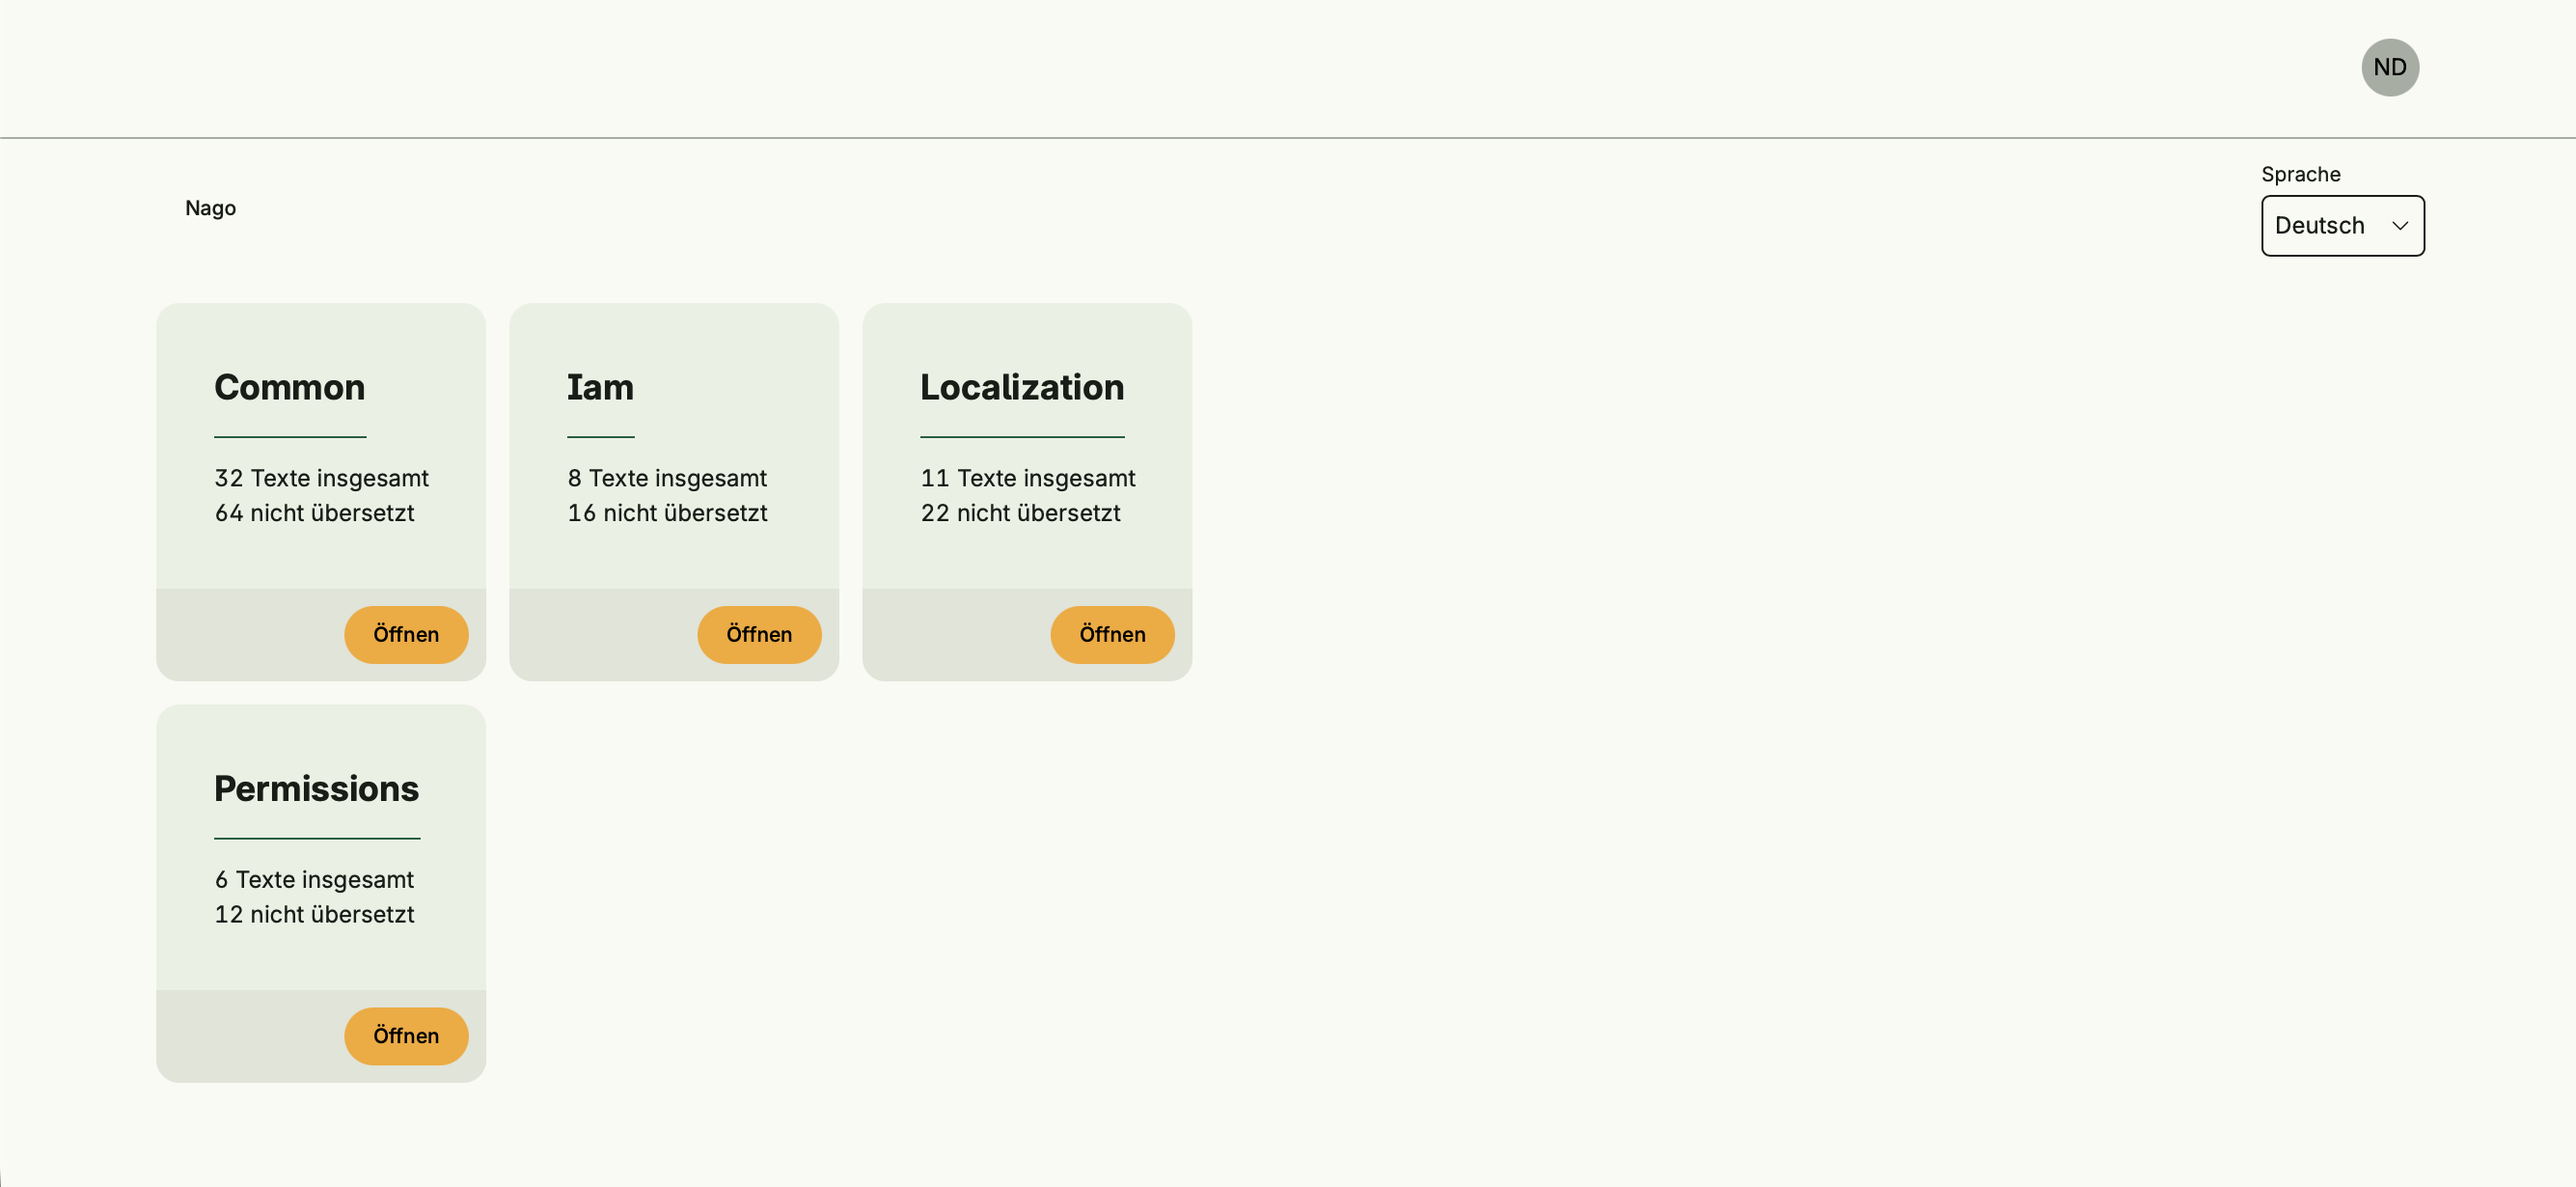 ND
Nago
Sprache
Deutsch
Common
32 Texte insgesamt
64 nicht übersetzt
Öffnen
Iam
8 Texte insgesamt
16 nicht übersetzt
Öffnen
Localization
11 Texte insgesamt
22 nicht übersetzt
Öffnen
Permissions
6 Texte insgesamt
12 nicht übersetzt
Öffnen